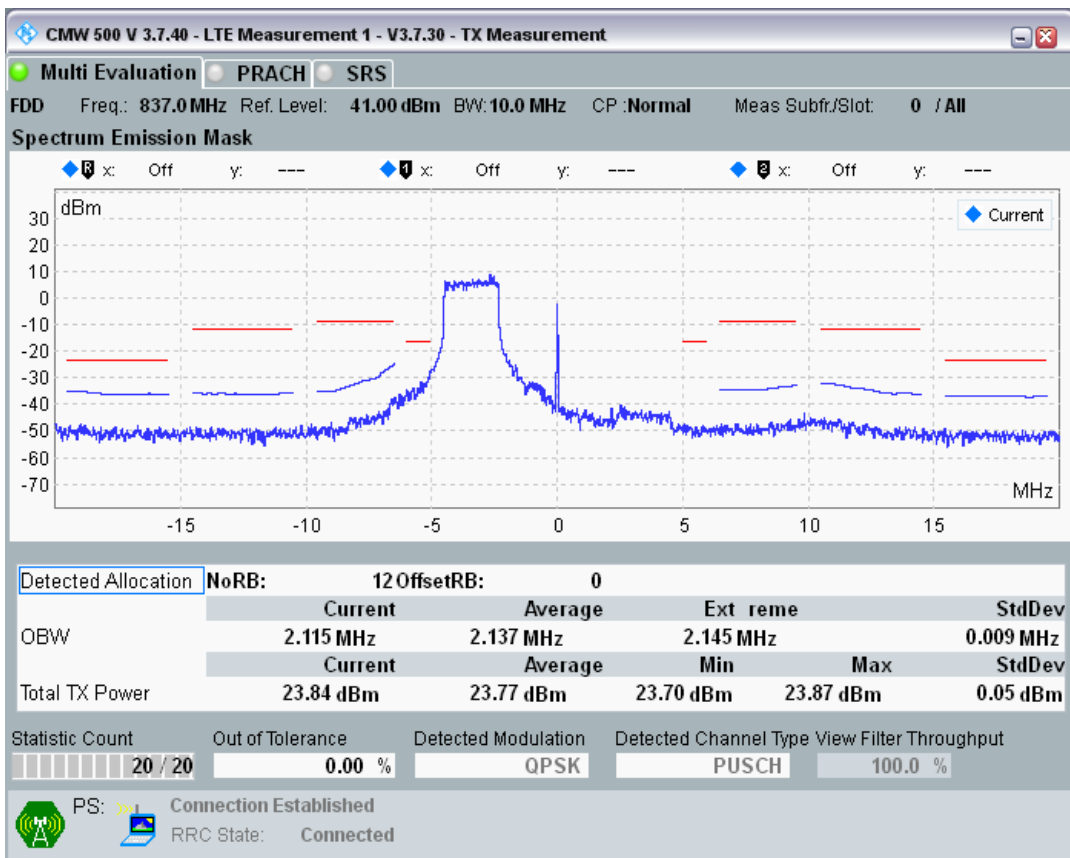 CMW 500 V 3.7.40 - LTE Measurement 1 - V3.7.30 - TX Measurement
Multi Evaluation PRACH SRS
FDD Freq.: 837.0 MHz Ref. Level: 41.00 dBm BW: 10.0 MHz CP :Normal Meas Subfr./Slot: 0 / All
Spectrum Emission Mask
R x: Off y: --- 1 x: Off y: --- 2 x: Off y: ---
dBm
Current
30
20
10
0
-10
-20
-30
-40
-50
-60
-70
MHz
-15 -10 -5 0 5 10 15
Detected Allocation NoRB: 12 OffsetRB: 0
Current Average Ext reme StdDev
OBW 2.115 MHz 2.137 MHz 2.145 MHz 0.009 MHz
Current Average Min Max StdDev
Total TX Power 23.84 dBm 23.77 dBm 23.70 dBm 23.87 dBm 0.05 dBm
Statistic Count Out of Tolerance Detected Modulation Detected Channel Type View Filter Throughput
20 / 20 0.00 % QPSK PUSCH 100.0 %
PS: Connection Established
RRC State: Connected